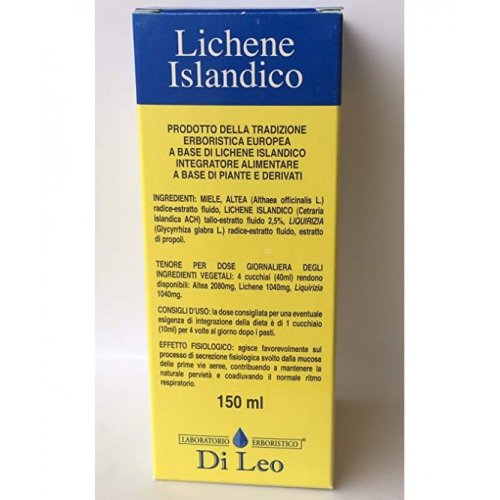 Lichene
Islandico
PRODOTTO DELLA TRADIZIONE
ERBORISTICA EUROPEA
A BASE DI LICHENE ISLANDICO
INTEGRATORE ALIMENTARE
A BASE DI PIANTE E DERIVATI
INGREDIENTI: MIELE, ALTEA (Althaea officinalis L.)
radice-estratto fluido, LICHENE ISLANDICO (Cetraria
islandica ACH) tallo-estratto fluido 2,5%, LIQUIRIZIA
(Glycyrrhiza glabra L.) radice-estratto fluido, estratto
di propoli.
TENORE PER DOSE GIORNALIERA DEGLI
INGREDIENTI VEGETALI: 4 cucchiai (40ml) rendono
disponibili: Altea 2080mg, Lichene 1040mg, Liquirizia
1040mg.
CONSIGLI D'USO: la dose consigliata per una eventuale
esigenza di integrazione della dieta è di 1 cucchiaio
(10ml) per 4 volte al giorno dopo i pasti.
EFFETTO FISIOLOGICO: agisce favorevolmente sul
processo di secrezione fisiologica svolto dalla mucosa
delle prime vie aeree, contribuendo a mantenere la
naturale pervietà e coadiuvando il normale ritmo
respiratorio.
150 ml
LABORATORIO ERBORISTICO®
Di Leo